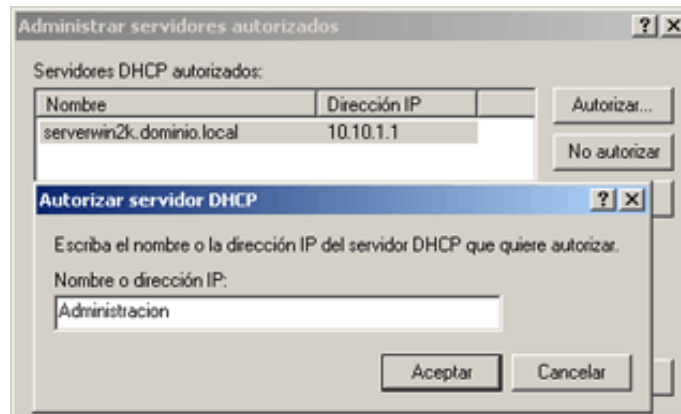 Administrar servidores autorizados
Servidores DHCP autorizados:
Nombre Dirección IP
serverwin2k.dominio.local 10.10.1.1
Autorizar...
No autorizar
Autorizar servidor DHCP
Escriba el nombre o la dirección IP del servidor DHCP que quiere autorizar.
Nombre o dirección IP:
Administracion
Aceptar Cancelar